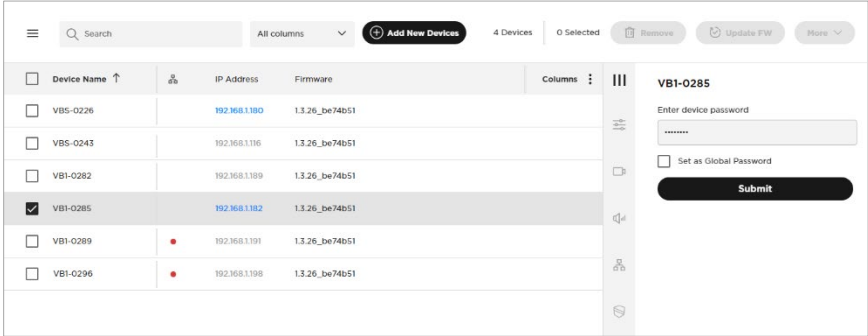 Search All columns Add New Devices 4 Devices 0 Selected Remove Update FW More
Device Name IP Address Firmware Columns
VBS-0226 192.168.1.180 1.3.26_be74b51
VBS-0243 192.168.1.116 1.3.26_be74b51
VB1-0282 192.168.1.189 1.3.26_be74b51
VB1-0285 192.168.1.182 1.3.26_be74b51
VB1-0289 192.168.1.191 1.3.26_be74b51
VB1-0296 192.168.1.198 1.3.26_be74b51
VB1-0285
Enter device password
••••••••
Set as Global Password
Submit